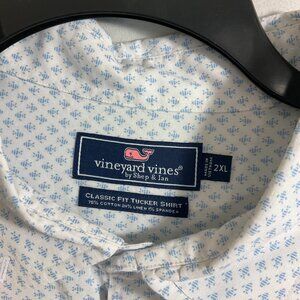 vineyard vines®
by Shep & Ian
2XL
CLASSIC FIT TUCKER SHIRT